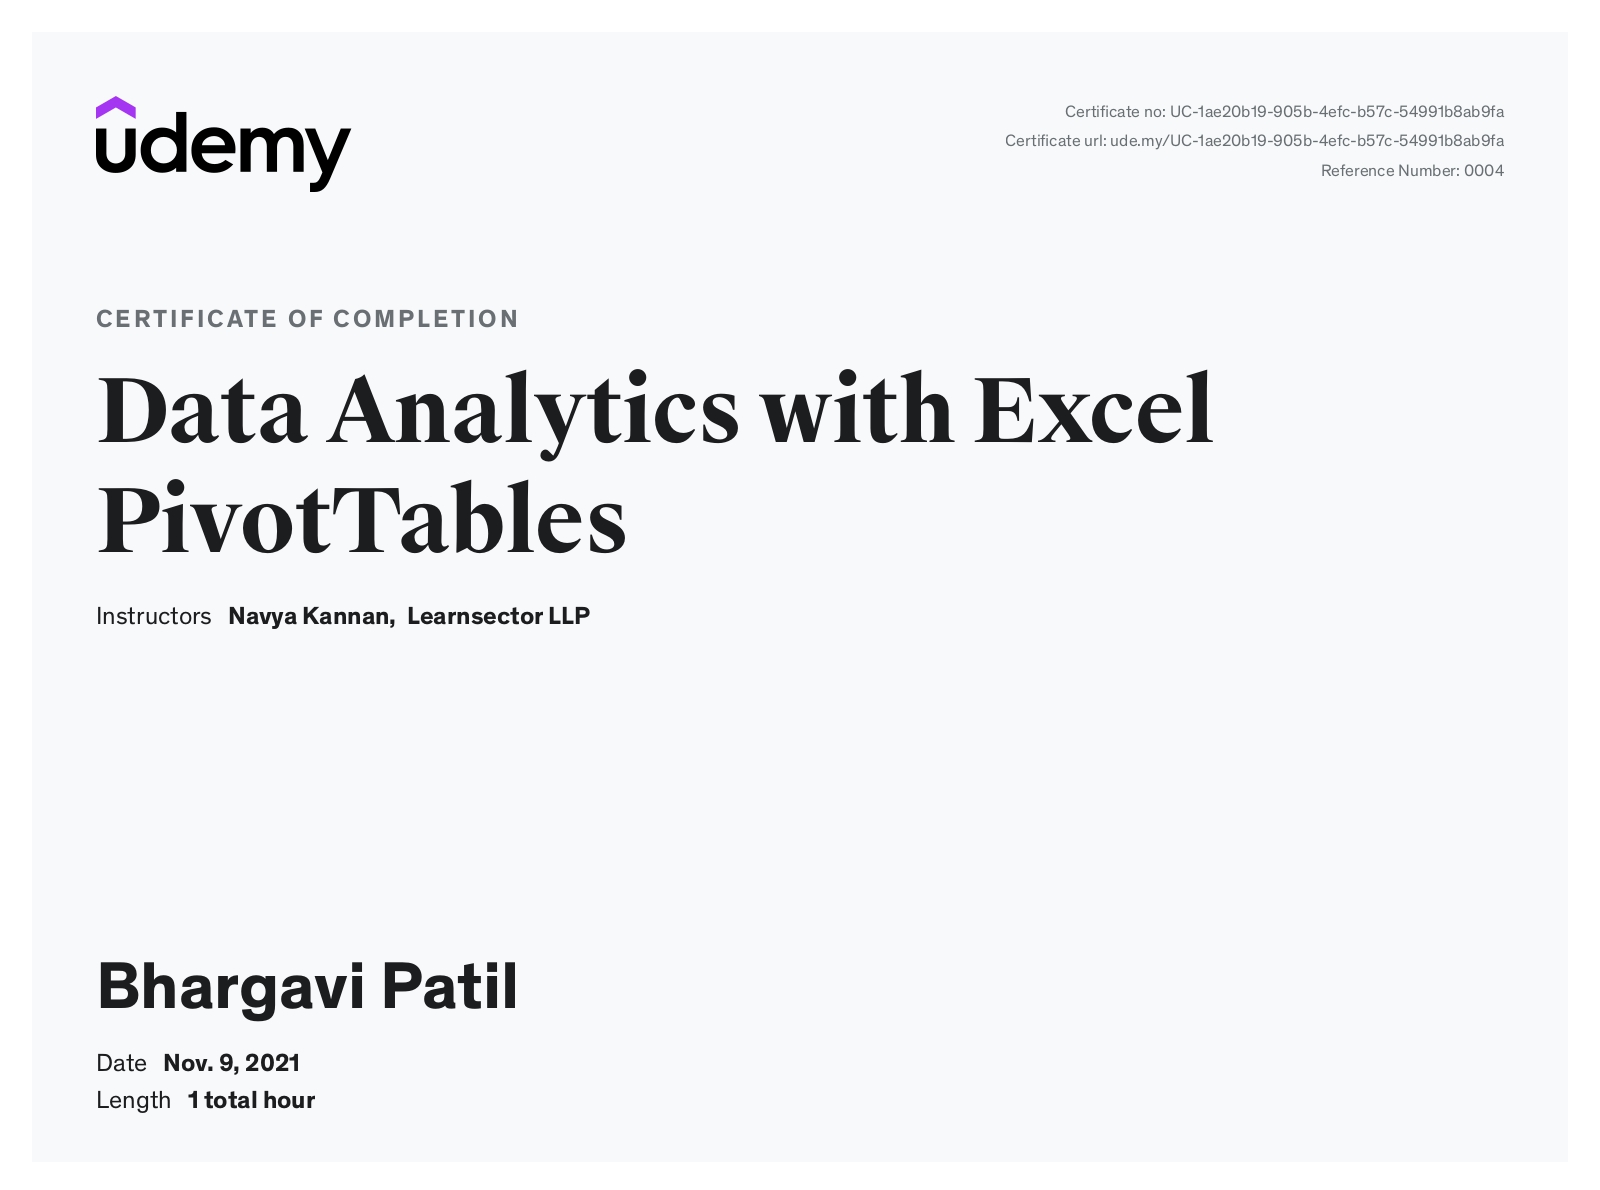 udemy
Certificate no: UC-1ae20b19-905b-4efc-b57c-54991b8ab9fa
Certificate url: ude.my/UC-1ae20b19-905b-4efc-b57c-54991b8ab9fa
Reference Number: 0004
CERTIFICATE OF COMPLETION
Data Analytics with Excel
PivotTables
Instructors Navya Kannan, Learnsector LLP
Bhargavi Patil
Date Nov. 9, 2021
Length 1 total hour